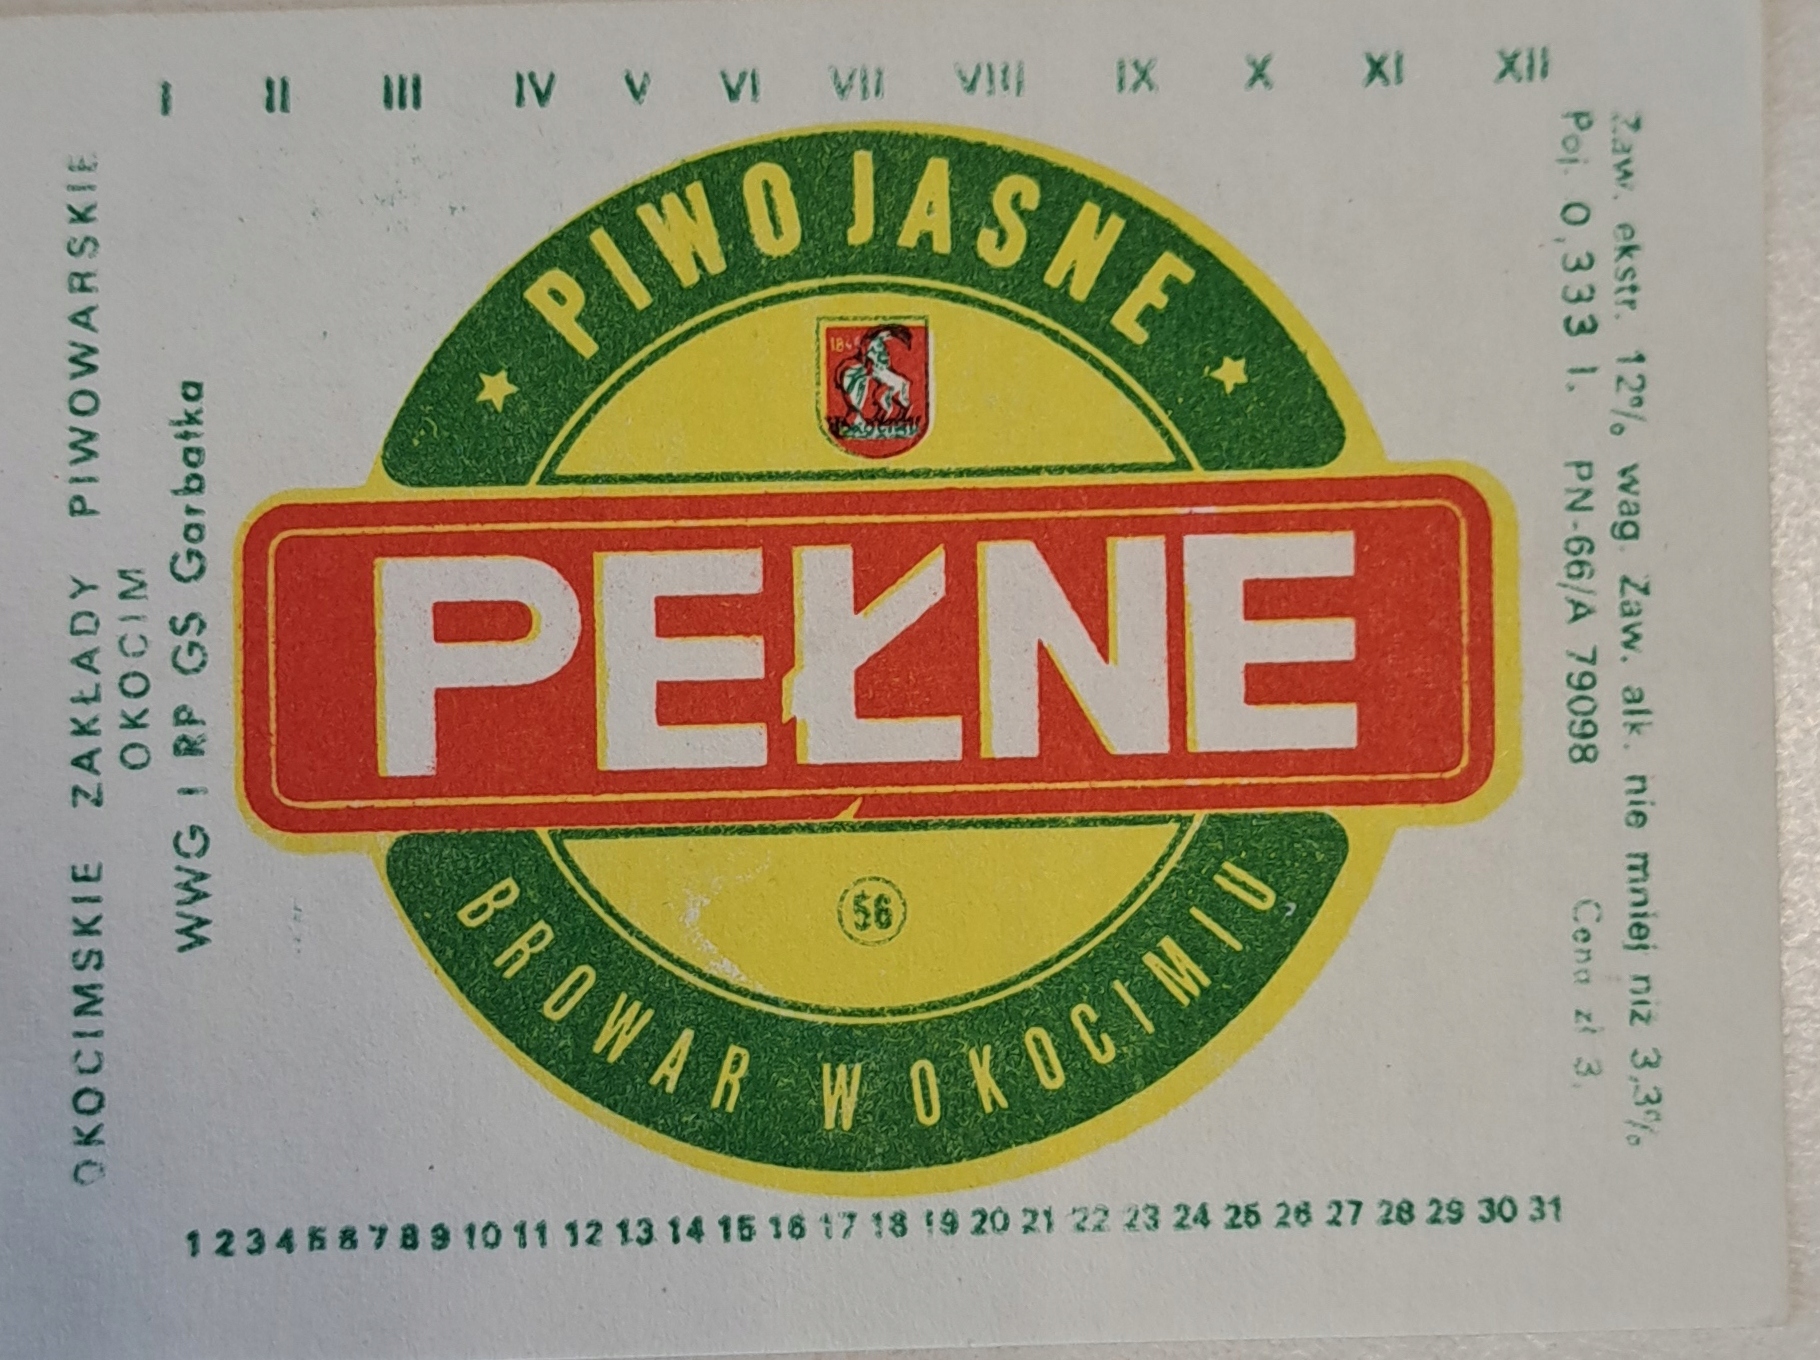 I II III IV V VI VII VIII IX X XI XII
OKOCIMSKIE ZAKŁADY PIWOWARSKIE
OKOCIM
WWG I RP GS Garbatka
PIWO JASNE
PEŁNE
56
BROWAR W OKOCIMIU
Zaw. ekstr. 12% wag. Zaw. alk. nie mniej niż 3,3%
Poj. 0,333 l. PN-66/A 79098 Cena zł 3,
1 2 3 4 5 6 7 8 9 10 11 12 13 14 15 16 17 18 19 20 21 22 23 24 25 26 27 28 29 30 31